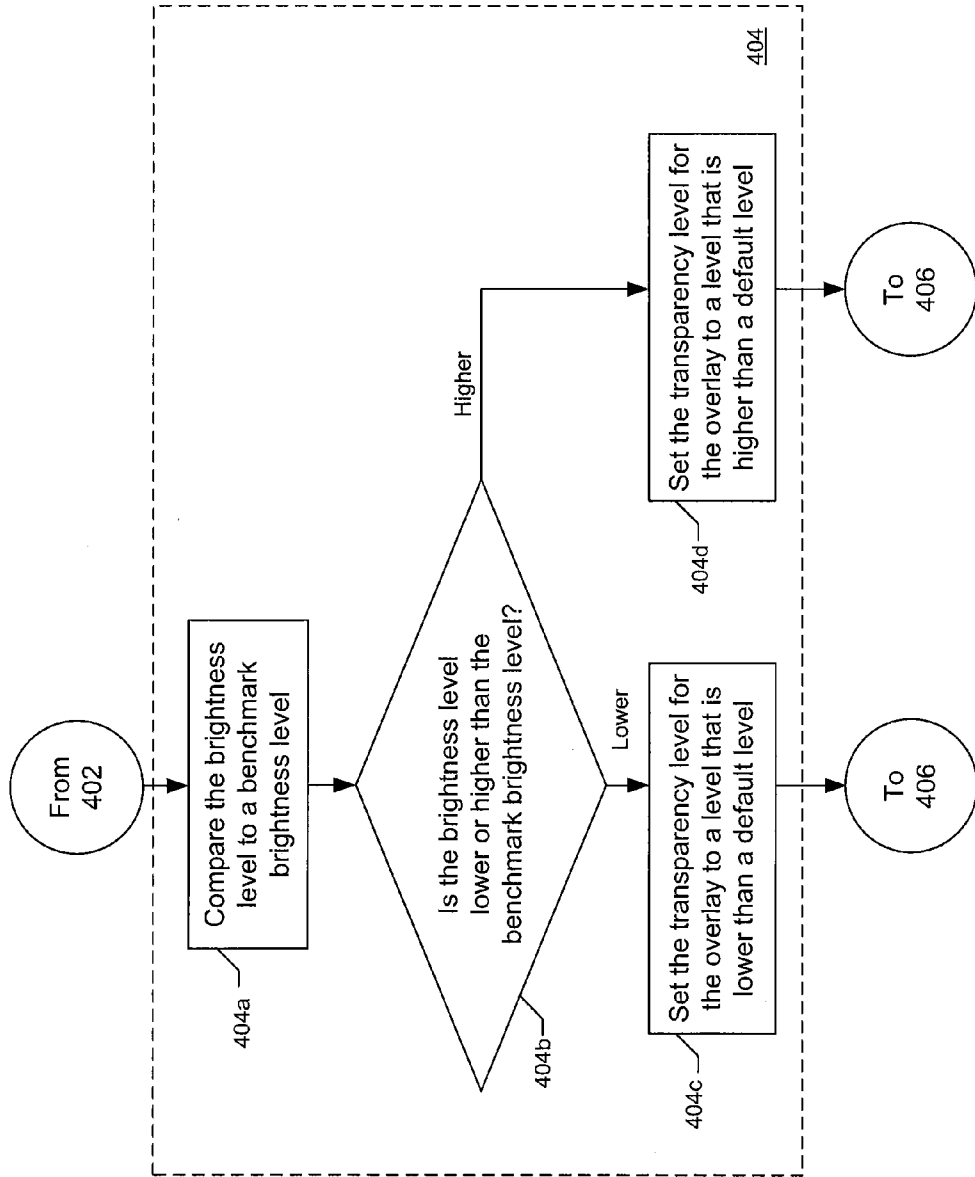 From
402
Compare the brightness
level to a benchmark
brightness level
404a
Is the brightness level
lower or higher than the
benchmark brightness level?
404b
Higher
Lower
Set the transparency level for
the overlay to a level that is
lower than a default level
404c
Set the transparency level for
the overlay to a level that is
higher than a default level
404d
404
To
406
To
406